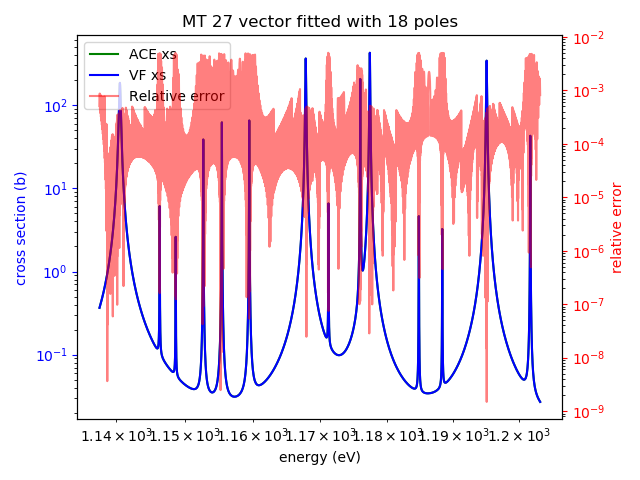 MT 27 vector fitted with 18 poles
ACE xs
VF xs
Relative error
cross section (b)
10²
10¹
10⁰
10⁻¹
10⁻²
10⁻³
10⁻⁴
10⁻⁵
10⁻⁶
10⁻⁷
10⁻⁸
10⁻⁹
relative error
1.14 × 10³ 1.15 × 10³ 1.16 × 10³ 1.17 × 10³ 1.18 × 10³ 1.19 × 10³ 1.2 × 10³
energy (eV)